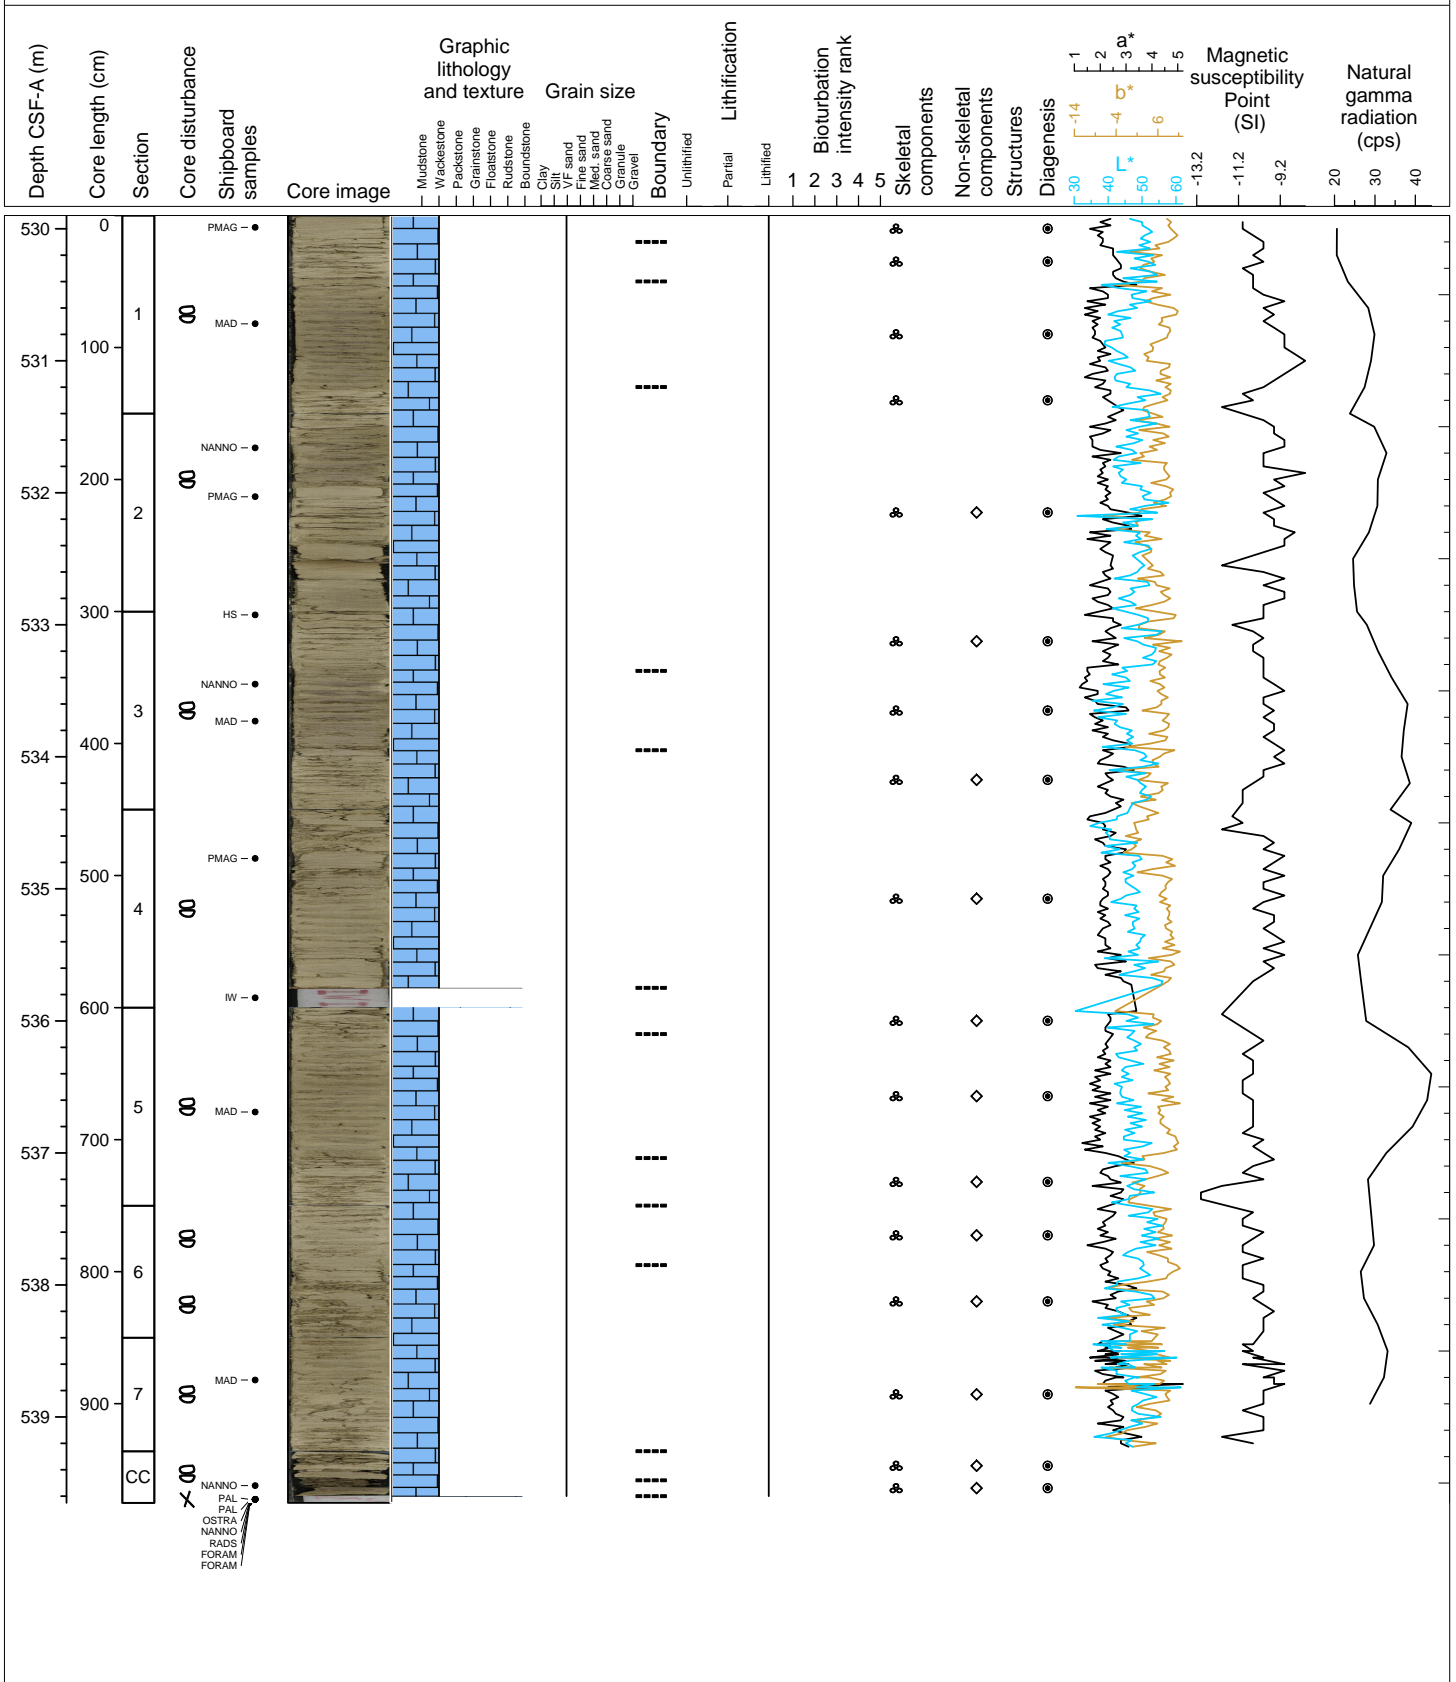 Depth CSF-A (m)
Core length (cm)
Section
Core disturbance
Shipboard
samples
Core image
Graphic
lithology
and texture
Mudstone
Wackestone
Packstone
Grainstone
Floatstone
Rudstone
Boundstone
Grain size
Clay
Silt
VF sand
Fine sand
Med. sand
Coarse sand
Granule
Gravel
Boundary
Lithification
Unlithified
Partial
Lithified
Bioturbation
intensity rank
1 2 3 4 5
Skeletal
components
Non-skeletal
components
Structures
Diagenesis
a*
1 2 3 4 5
b*
-14 -4 6
L*
30 40 50 60
Magnetic
susceptibility
Point
(SI)
-13.2 -11.2 -9.2
Natural
gamma
radiation
(cps)
20 30 40
530
531
532
533
534
535
536
537
538
539
0
100
200
300
400
500
600
700
800
900
1
2
3
4
5
6
7
CC
PMAG
MAD
NANNO
PMAG
HS
NANNO
MAD
PMAG
IW
MAD
MAD
NANNO
PAL
PAL
OSTRA
NANNO
RADS
FORAM
FORAM